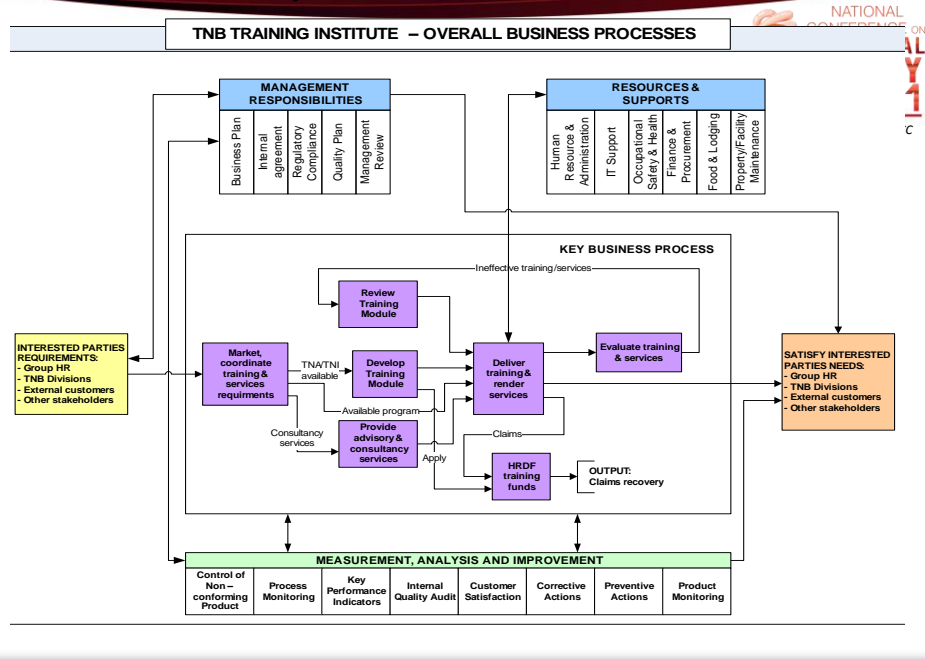 NATIONAL
CONFERENCE ON
AL
Y
1
TC
TNB TRAINING INSTITUTE – OVERALL BUSINESS PROCESSES
MANAGEMENT
RESPONSIBILITIES
Business Plan
Internal
agreement
Regulatory
Compliance
Quality Plan
Management
Review
RESOURCES &
SUPPORTS
Human
Resource &
Administration
IT Support
Occupational
Safety & Health
Finance &
Procurement
Food & Lodging
Property/Facility
Maintenance
KEY BUSINESS PROCESS
Ineffective training/services
Review
Training
Module
INTERESTED PARTIES
REQUIREMENTS:
- Group HR
- TNB Divisions
- External customers
- Other stakeholders
Market,
coordinate
training &
services
requirments
TNA/TNI
available
Develop
Training
Module
Available program
Consultancy
services
Provide
advisory &
consultancy
services
Apply
Deliver
training &
render
services
Evaluate training
& services
Claims
HRDF
training
funds
OUTPUT:
Claims recovery
SATISFY INTERESTED
PARTIES NEEDS:
- Group HR
- TNB Divisions
- External customers
- Other stakeholders
MEASUREMENT, ANALYSIS AND IMPROVEMENT
Control of
Non –
conforming
Product
Process
Monitoring
Key
Performance
Indicators
Internal
Quality Audit
Customer
Satisfaction
Corrective
Actions
Preventive
Actions
Product
Monitoring